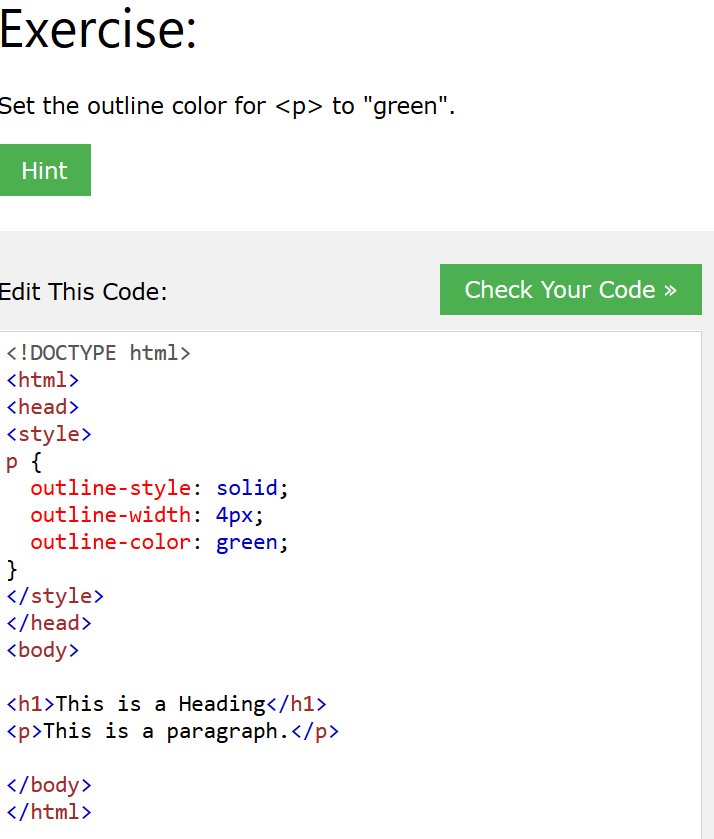 Exercise:
Set the outline color for <p> to "green".
Hint
Edit This Code:
Check Your Code »
<!DOCTYPE html>
<html>
<head>
<style>
p {
  outline-style: solid;
  outline-width: 4px;
  outline-color: green;
}
</style>
</head>
<body>
<h1>This is a Heading</h1>
<p>This is a paragraph.</p>
</body>
</html>